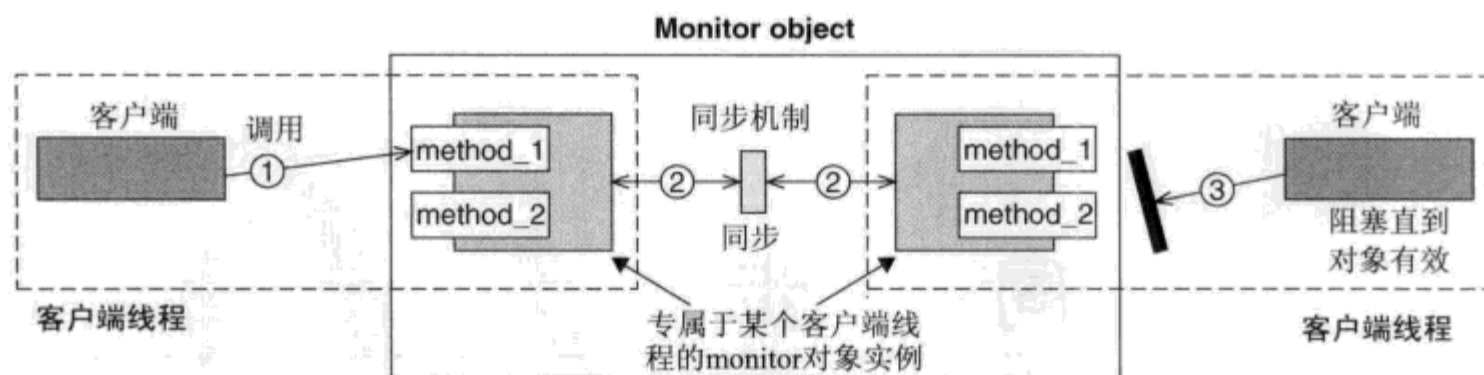 Monitor object
客户端
调用
①
method_1
method_2
②
同步机制
同步
②
method_1
method_2
③
客户端
阻塞直到
对象有效
客户端线程
专属于某个客户端线
程的monitor对象实例
客户端线程